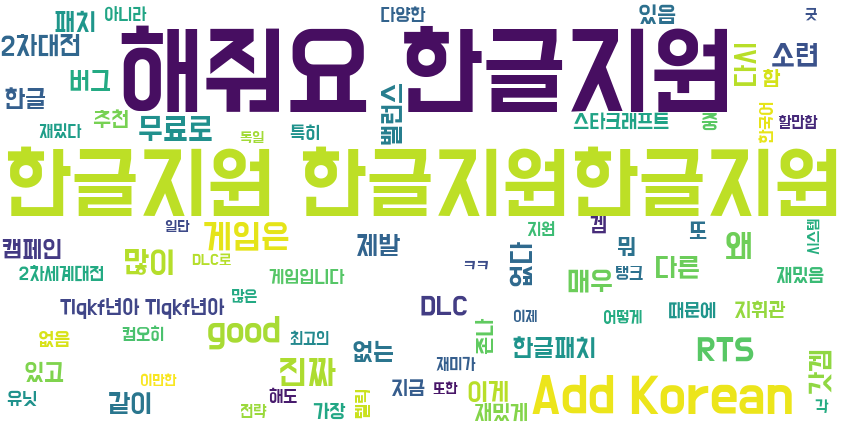 패치 아니라 다양한 있음 굿
2차대전 해줘요 한글지원 다시 소련
버그 함
한글 밸런스 한국어
추천 무료로 스타크래프트 중 할만함
재밌다 독일 특히
한글지원 한글지원한글지원
일단 게임은 지원 겜 또 시스템
캠페인 제발 뭐 왜
많이 DLC로 ㅋㅋ 없다 다른
2차세계대전 게임입니다 매우 탱크 재밌음
Tlqkf년아 Tlqkf년아 많은 DLC 이제 어떻게 때문에 지휘관
없음 컴오히 good 최고의 존나
없는 한글패치 RTS
있고 진짜 재미가 갓겜
이만한 지금 또한 이게 Add Korean
유닛 같이 해도
전략 가장 렐릭 재밌게 각